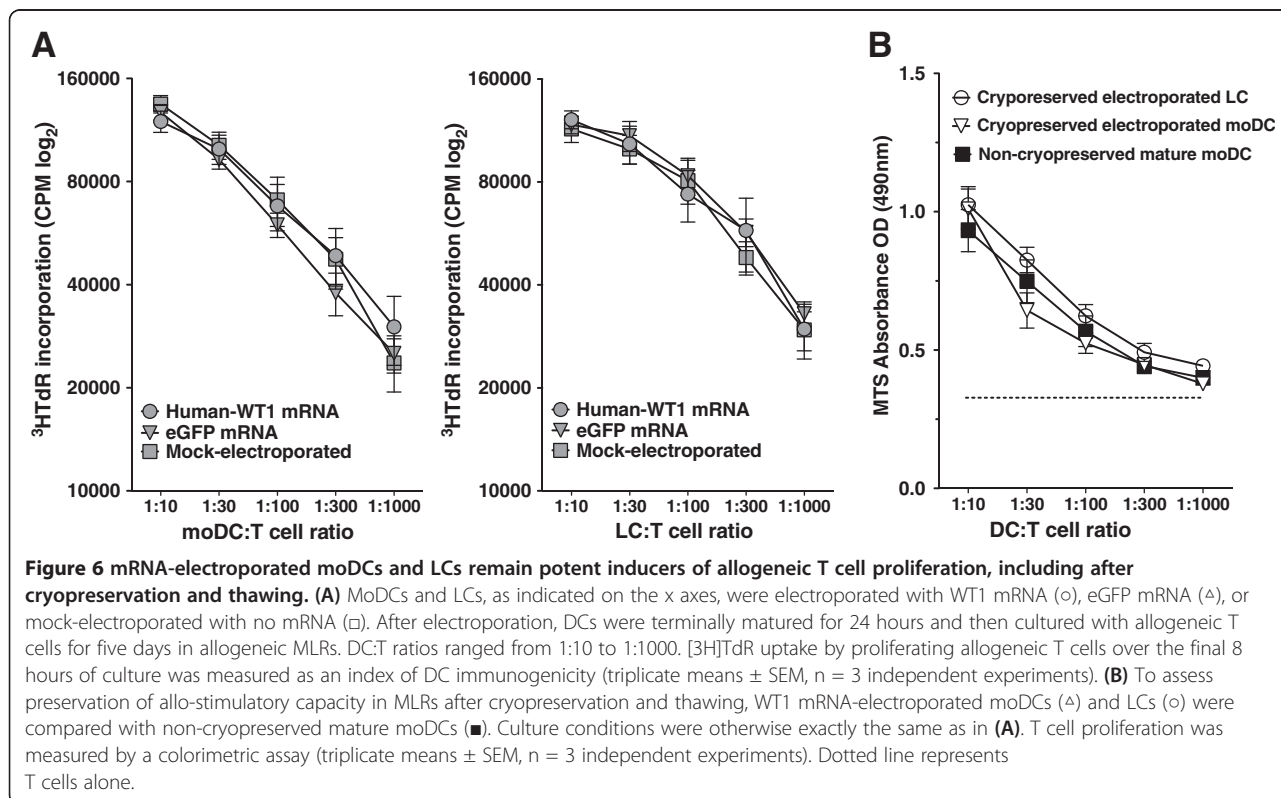 A
160000
80000
40000
20000
10000
³HTdR incorporation (CPM log₂)
Human-WT1 mRNA
eGFP mRNA
Mock-electroporated
1:10 1:30 1:100 1:300 1:1000
moDC:T cell ratio
160000
80000
40000
20000
10000
³HTdR incorporation (CPM log₂)
Human-WT1 mRNA
eGFP mRNA
Mock-electroporated
1:10 1:30 1:100 1:300 1:1000
LC:T cell ratio
B
1.5
1.0
0.5
0.0
MTS Absorbance OD (490nm)
Cryporeserved electroporated LC
Cryopreserved electroporated moDC
Non-cryopreserved mature moDC
1:10 1:30 1:100 1:300 1:1000
DC:T cell ratio
Figure 6 mRNA-electroporated moDCs and LCs remain potent inducers of allogeneic T cell proliferation, including after
cryopreservation and thawing. (A) MoDCs and LCs, as indicated on the x axes, were electroporated with WT1 mRNA (○), eGFP mRNA (△), or
mock-electroporated with no mRNA (□). After electroporation, DCs were terminally matured for 24 hours and then cultured with allogeneic T
cells for five days in allogeneic MLRs. DC:T ratios ranged from 1:10 to 1:1000. [3H]TdR uptake by proliferating allogeneic T cells over the final 8
hours of culture was measured as an index of DC immunogenicity (triplicate means ± SEM, n = 3 independent experiments). (B) To assess
preservation of allo-stimulatory capacity in MLRs after cryopreservation and thawing, WT1 mRNA-electroporated moDCs (△) and LCs (○) were
compared with non-cryopreserved mature moDCs (■). Culture conditions were otherwise exactly the same as in (A). T cell proliferation was
measured by a colorimetric assay (triplicate means ± SEM, n = 3 independent experiments). Dotted line represents
T cells alone.